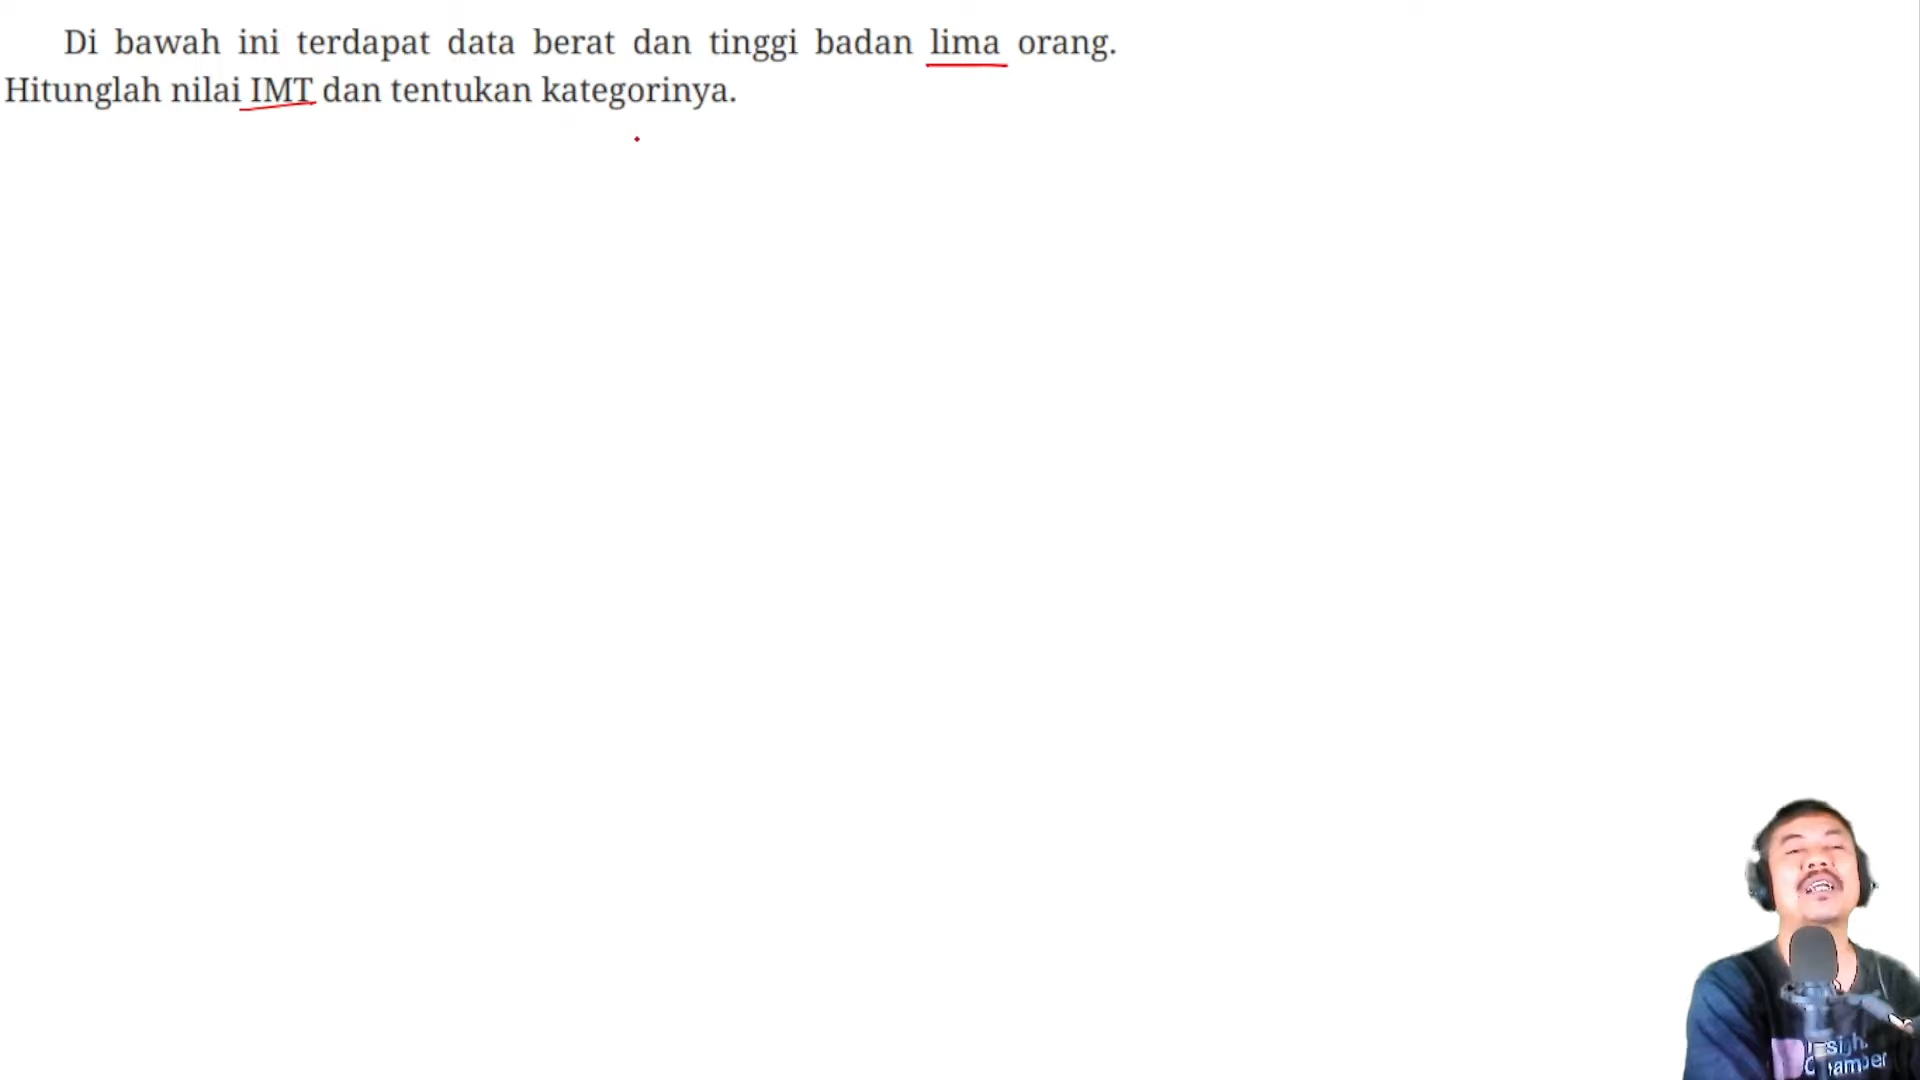 Di bawah ini terdapat data berat dan tinggi badan lima orang.
Hitunglah nilai IMT dan tentukan kategorinya.